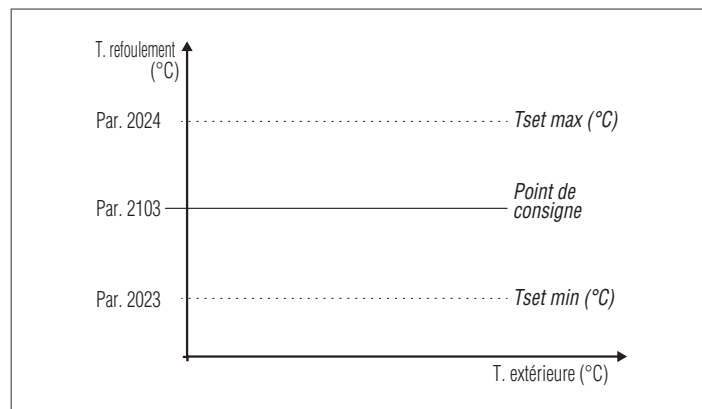 T. refoulement
(°C)
Par. 2024
Tset max (°C)
Par. 2103
Point de
consigne
Par. 2023
Tset min (°C)
T. extérieure (°C)